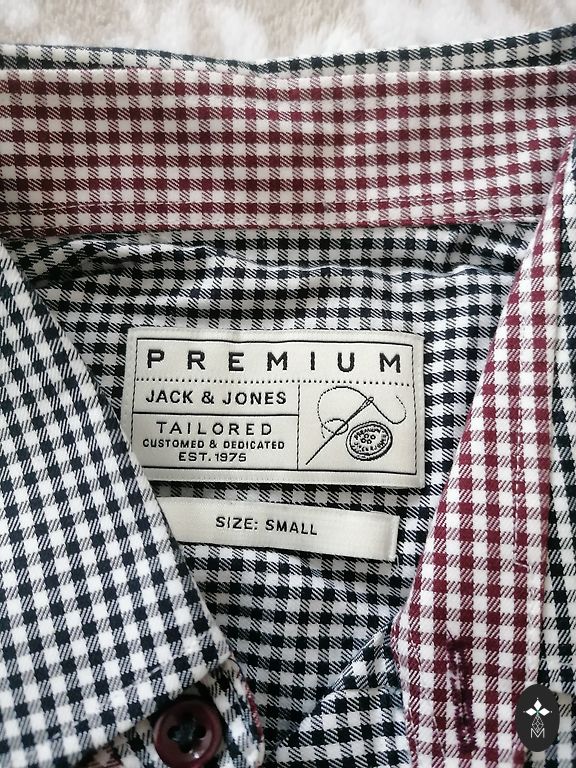 PREMIUM
JACK & JONES
TAILORED
CUSTOMED & DEDICATED
EST. 1975
SIZE: SMALL
M